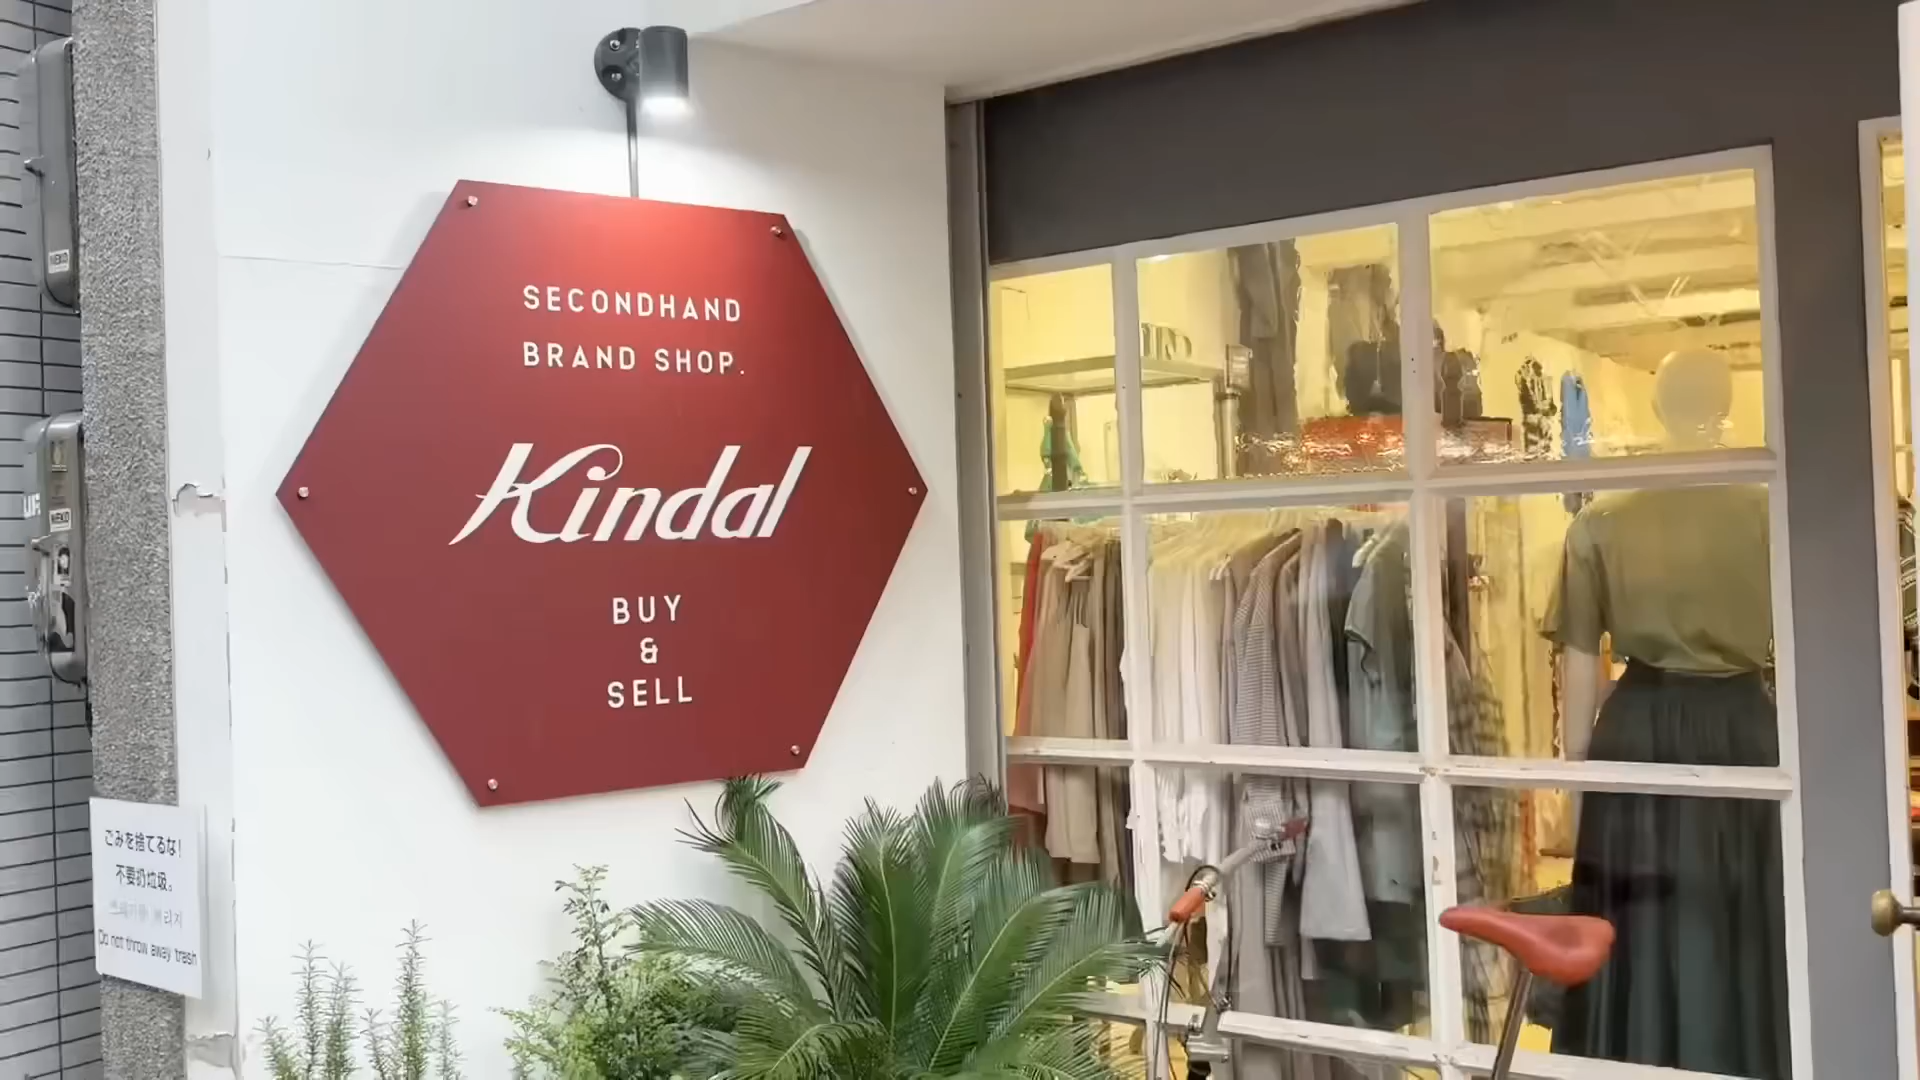 SECONDHAND
BRAND SHOP.
Kindal
BUY
&
SELL
ごみを捨てるな!
不要扔垃圾。
Do not throw away trash